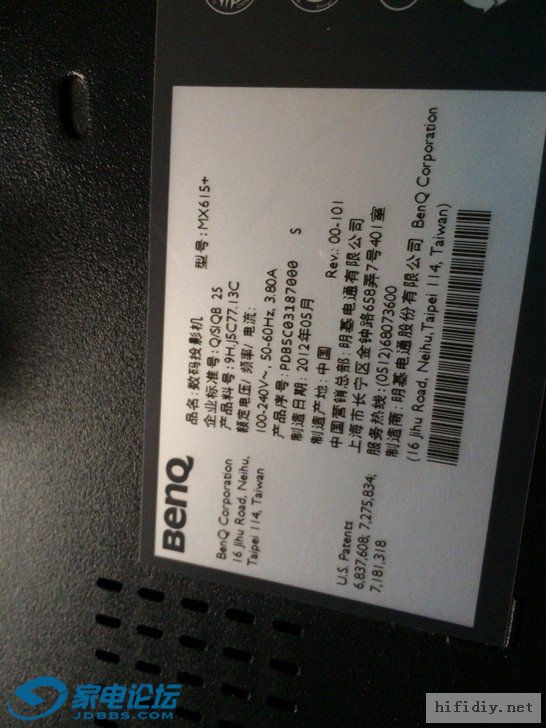 BenQ
BenQ Corporation
16 Jihu Road, Neihu,
Taipei 114, Taiwan
U.S. Patents
6,837,608; 7,275,834;
7,181,318
品名:数码投影机 型号:MX615+
企业标准号:Q/SIQB 25
产品料号:9H.J5C77.13C
额定电压/ 频率/ 电流:
100-240V~, 50-60Hz, 3.80A
产品序号:PDB5C03187000 S
制造日期:2012年05月
制造产地:中国 Rev.: 00-101
中国营销总部:明基电通有限公司
上海市长宁区金钟路658弄7号401室
服务热线:(0512)68073600
制造商:明基电通股份有限公司 BenQ Corporation
(16 Jihu Road, Neihu, Taipei 114, Taiwan)
家电论坛
JDBBS.COM
hifidiy.net